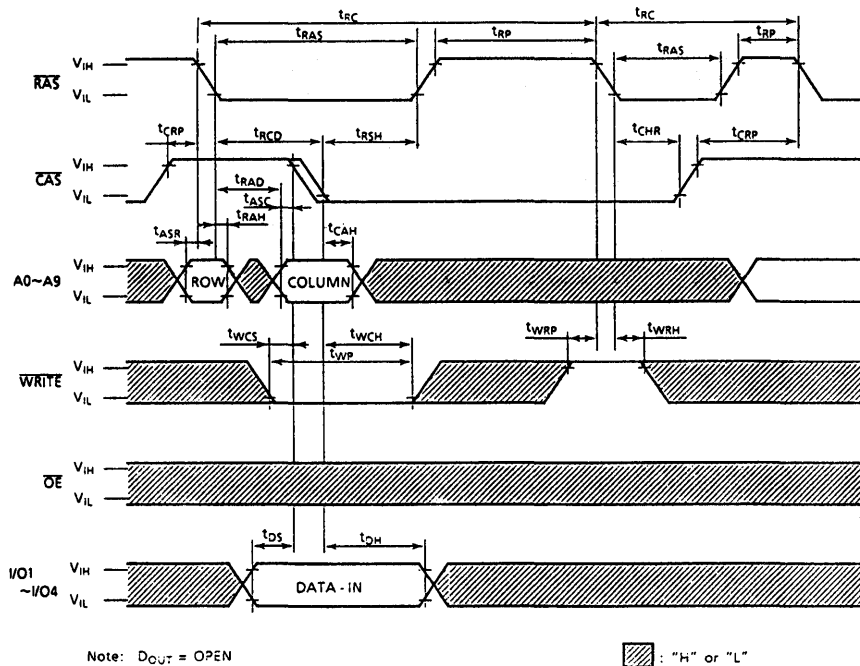 tRC tRC
tRAS tRP tRAS tRP
RAS VIH
VIL
tCRP tRCD tRSH tCHR tCRP
CAS VIH
VIL
tRAD
tASC
tASR tRAH tCAH
A0~A9 VIH
VIL
ROW COLUMN
tWCS tWCH tWRP tWRH
tWP
WRITE VIH
VIL
OE VIH
VIL
tDS tDH
I/O1
~I/O4
VIH
VIL
DATA-IN
Note: DOUT = OPEN
: "H" or "L"